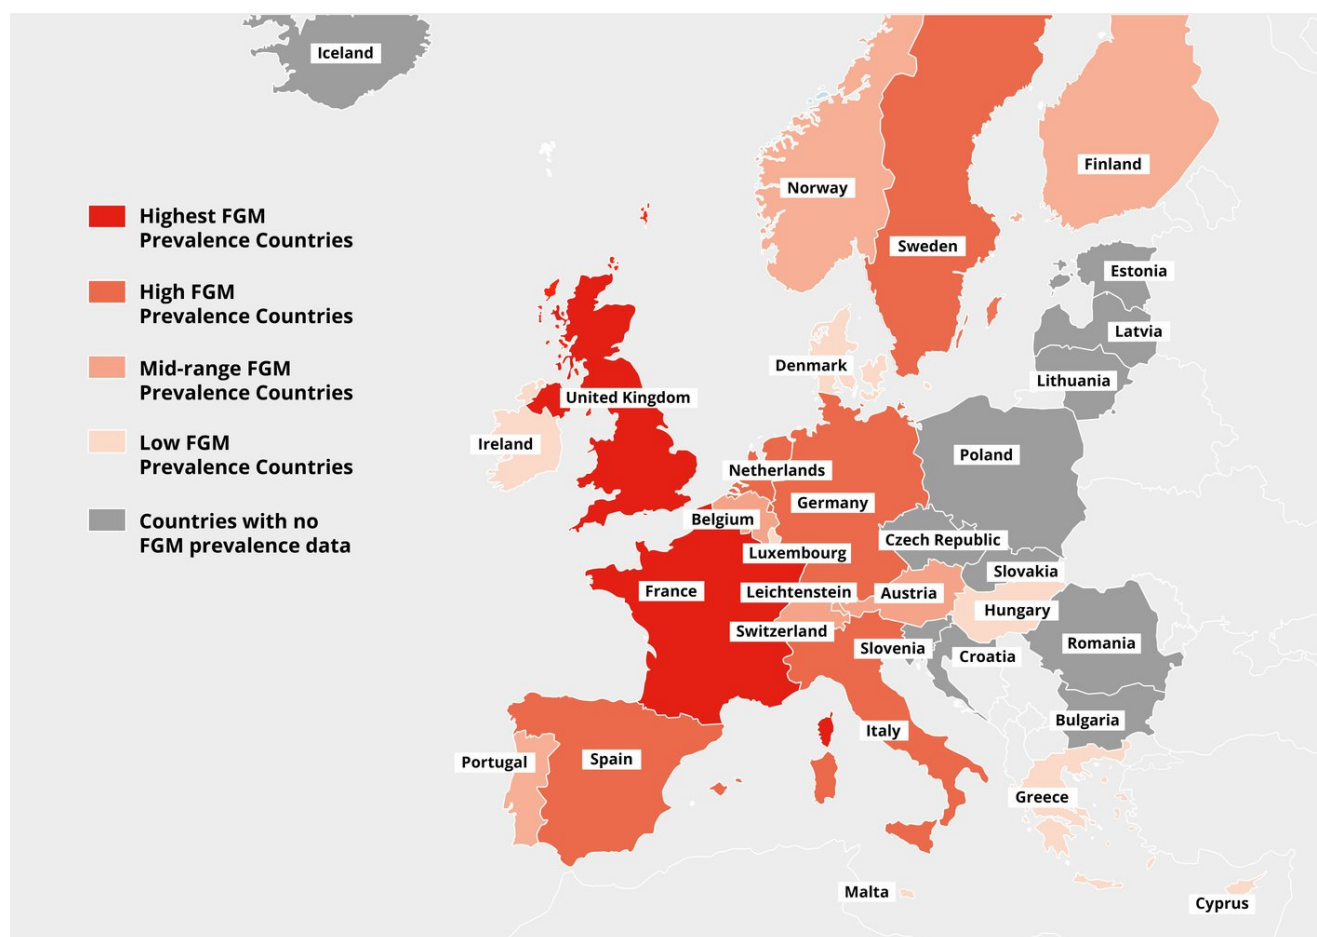 Iceland
Finland
Norway
Highest FGM
Prevalence Countries
Sweden
Estonia
High FGM
Prevalence Countries
Latvia
Denmark
Mid-range FGM
Prevalence Countries
Lithuania
United Kingdom
Ireland
Low FGM
Prevalence Countries
Poland
Netherlands
Germany
Belgium
Countries with no
FGM prevalence data
Czech Republic
Luxembourg
Slovakia
France
Leichtenstein
Austria
Hungary
Switzerland
Slovenia
Croatia
Romania
Bulgaria
Italy
Portugal
Spain
Greece
Malta
Cyprus